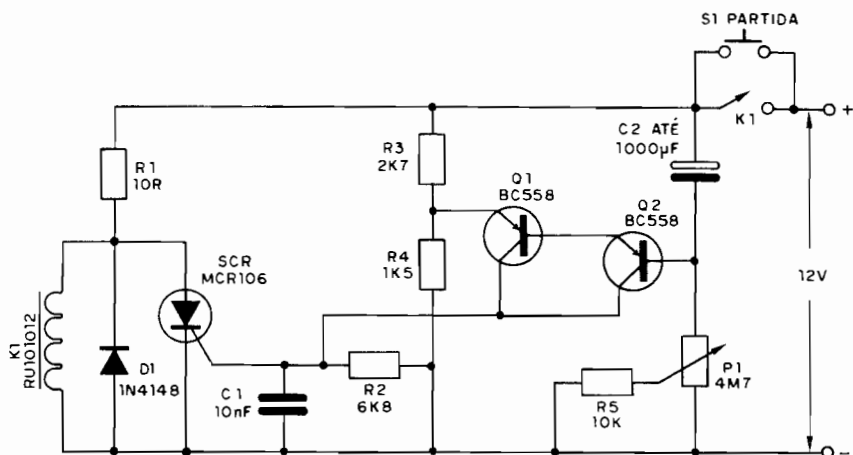 S1 PARTIDA
+
K1
C2 ATÉ
1000µF
R3
2K7
R1
10R
Q1
BC558
Q2
BC558
SCR
MCR106
R4
1K5
12V
K1
RU101012
D1
1N4148
C1
10nF
R2
6K8
R5
10K
P1
4M7
-